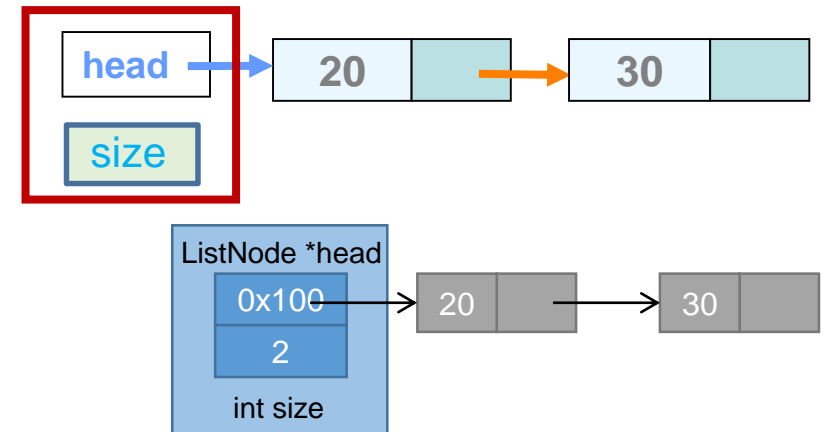 head 20 30
size
ListNode *head
0x100 20 30
2
int size